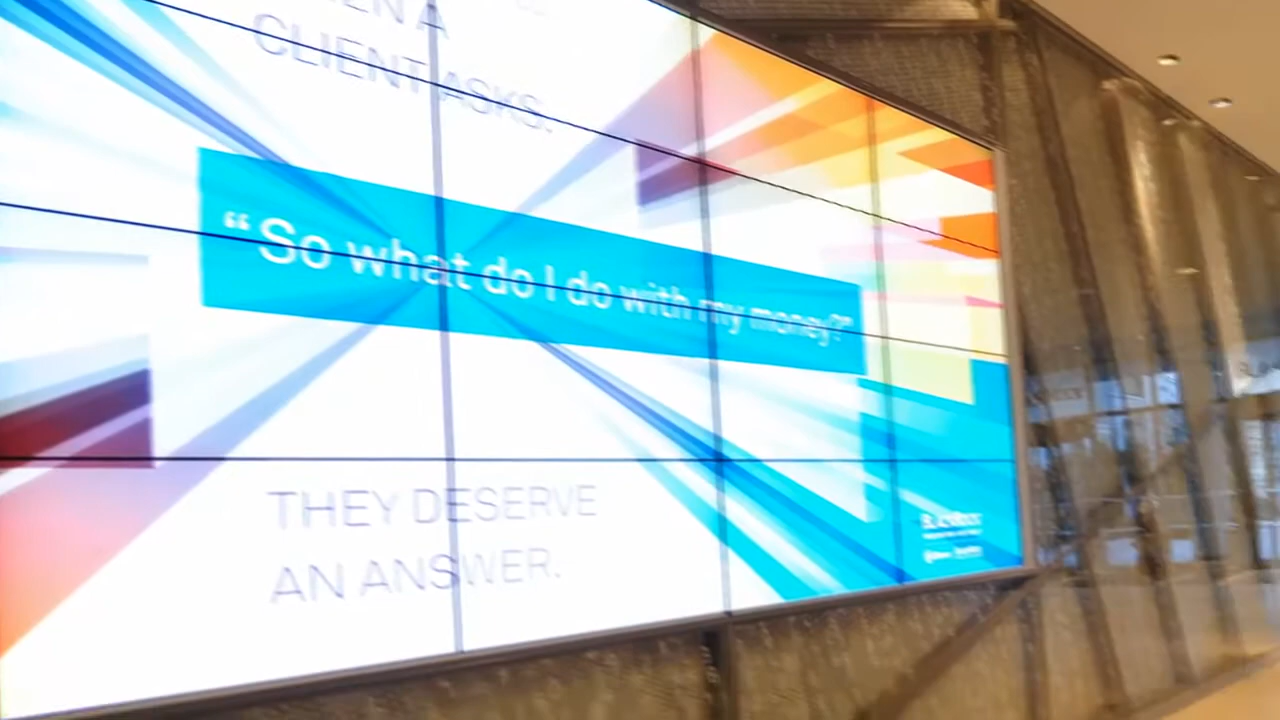 CLIENT ASKS.
“So what do I do with my money?”
THEY DESERVE
AN ANSWER.